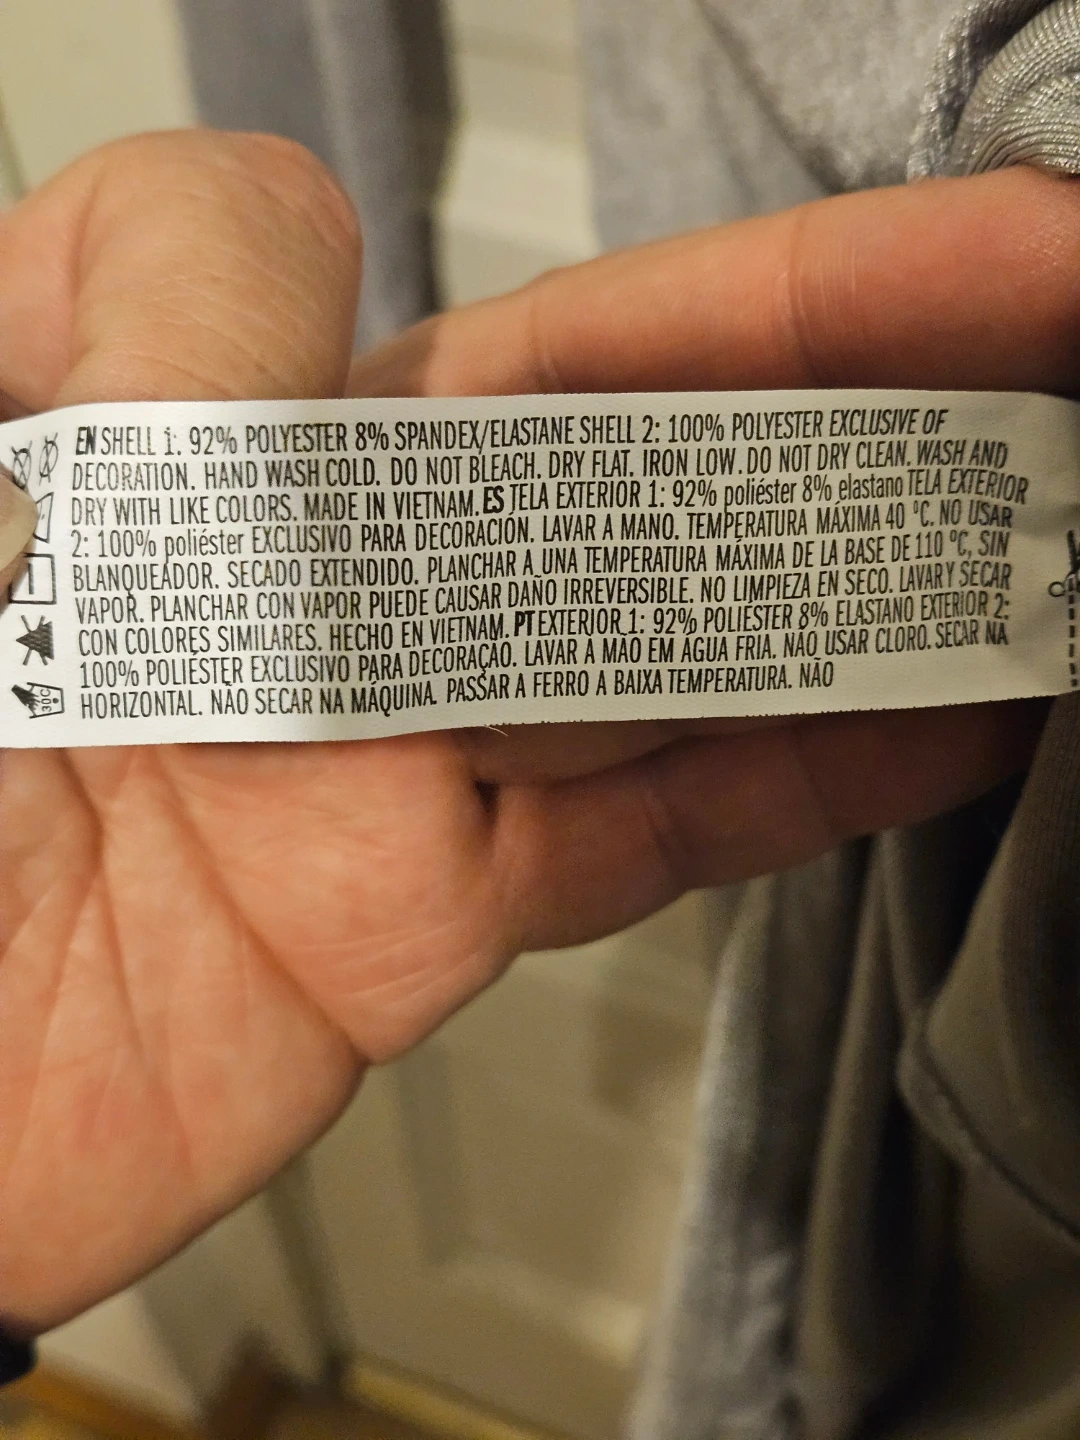 EN SHELL 1: 92% POLYESTER 8% SPANDEX/ELASTANE SHELL 2: 100% POLYESTER EXCLUSIVE OF
DECORATION. HAND WASH COLD. DO NOT BLEACH. DRY FLAT. IRON LOW. DO NOT DRY CLEAN. WASH AND
DRY WITH LIKE COLORS. MADE IN VIETNAM. ES TELA EXTERIOR 1: 92% poliéster 8% elastano TELA EXTERIOR
2: 100% poliéster EXCLUSIVO PARA DECORACIÓN. LAVAR A MANO. TEMPERATURA MÁXIMA 40 °C. NO USAR
BLANQUEADOR. SECADO EXTENDIDO. PLANCHAR A UNA TEMPERATURA MÁXIMA DE LA BASE DE 110 °C, SIN
VAPOR. PLANCHAR CON VAPOR PUEDE CAUSAR DAÑO IRREVERSIBLE. NO LIMPIEZA EN SECO. LAVAR Y SECAR
CON COLORES SIMILARES. HECHO EN VIETNAM. PT EXTERIOR 1: 92% POLIÉSTER 8% ELASTANO EXTERIOR 2:
100% POLIÉSTER EXCLUSIVO PARA DECORAÇÃO. LAVAR À MÃO EM ÁGUA FRIA. NÃO USAR CLORO. SECAR NA
HORIZONTAL. NÃO SECAR NA MÁQUINA. PASSAR A FERRO A BAIXA TEMPERATURA. NÃO
30C